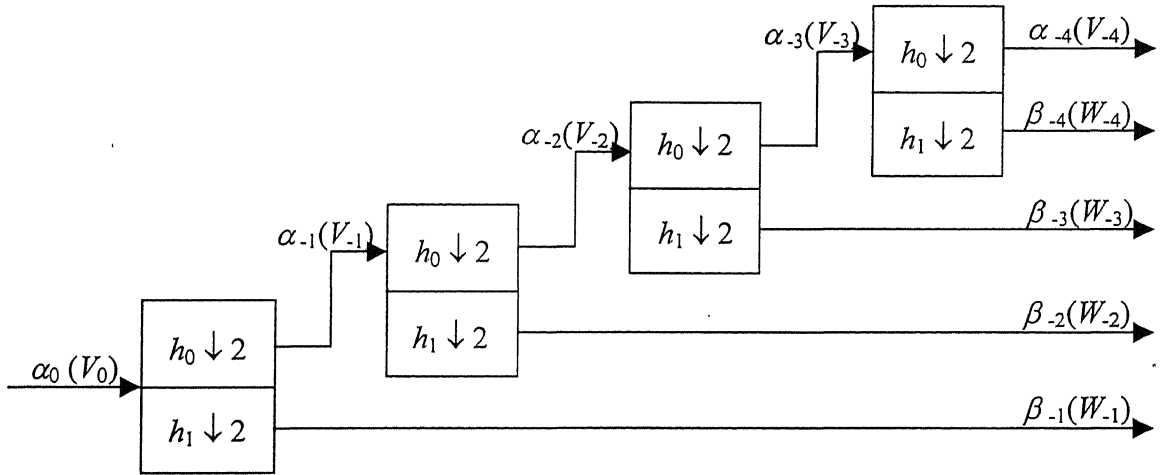 α₋₃(V₋₃)
h₀ ↓ 2
α₋₄(V₋₄)
h₁ ↓ 2
β₋₄(W₋₄)
α₋₂(V₋₂)
h₀ ↓ 2
h₁ ↓ 2
β₋₃(W₋₃)
α₋₁(V₋₁)
h₀ ↓ 2
h₁ ↓ 2
β₋₂(W₋₂)
α₀ (V₀)
h₀ ↓ 2
h₁ ↓ 2
β₋₁(W₋₁)